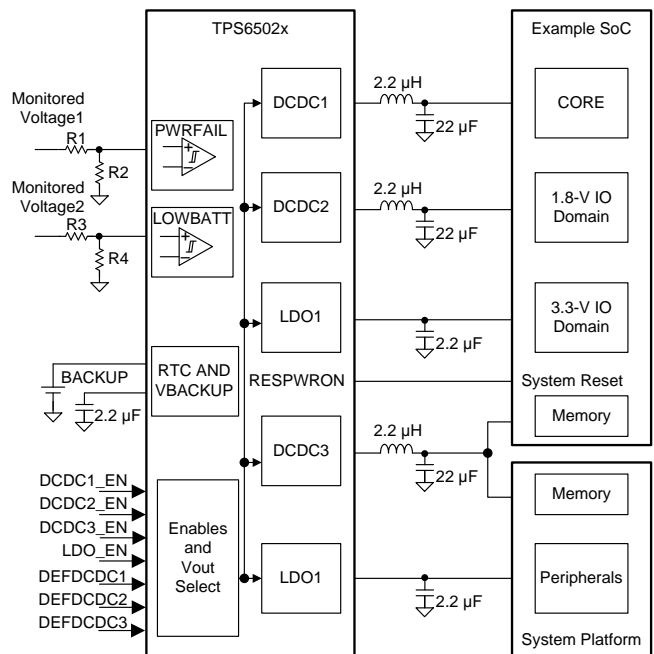 TPS6502x
Example SoC
Monitored
Voltage1
R1
R2
PWRFAIL
+
–
DCDC1
2.2 µH
22 µF
CORE
Monitored
Voltage2
R3
R4
LOWBATT
+
–
DCDC2
2.2 µH
22 µF
1.8-V IO
Domain
LDO1
2.2 µF
3.3-V IO
Domain
BACKUP
2.2 µF
RTC AND
VBACKUP
RESPWRON
System Reset
DCDC3
2.2 µH
22 µF
Memory
Memory
DCDC1_EN
DCDC2_EN
DCDC3_EN
LDO_EN
DEFDCDC1
DEFDCDC2
DEFDCDC3
Enables
and
Vout
Select
LDO1
2.2 µF
Peripherals
System Platform